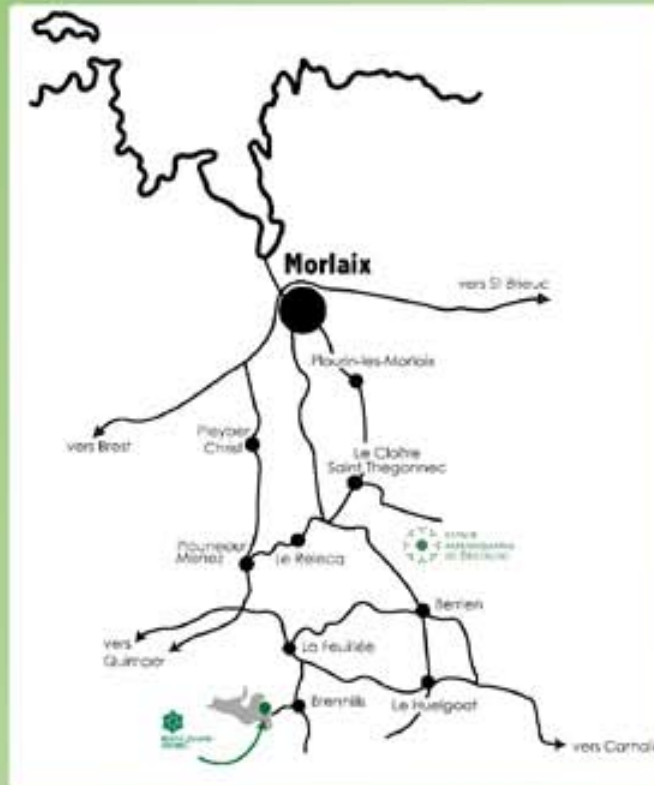 Morlaix
vers St Brieuc
Plourin-les-Morlaix
vers Brest
Pleyber
Christ
Le Cloître
Saint Thegonnec
Plounéour
Menez
Le Relecq
Berrien
vers
Quimper
La Feuillée
Brennilis
Le Huelgoat
vers Carhaix